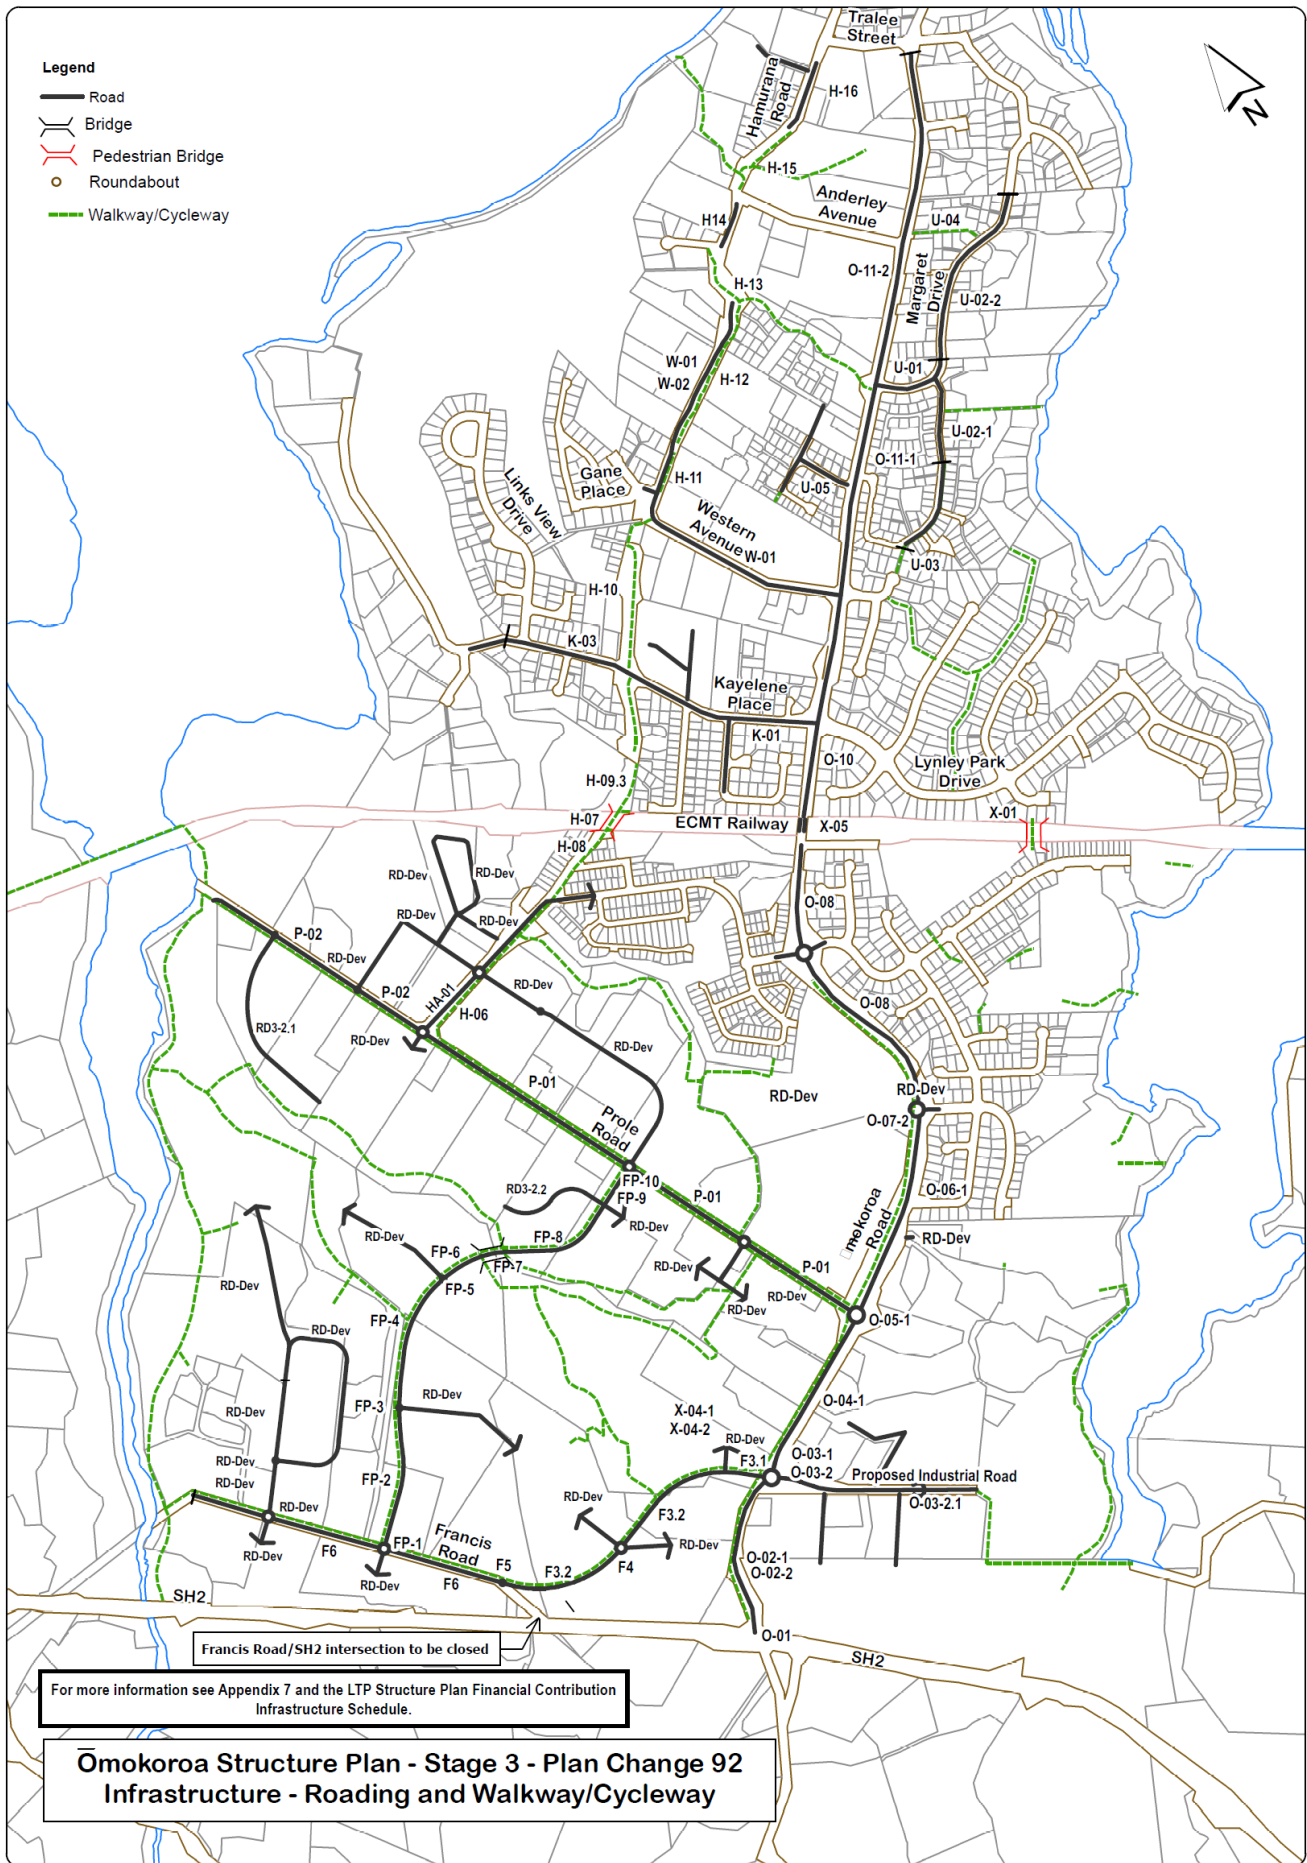 Tralee
Street
Legend
Road
Bridge
Pedestrian Bridge
Roundabout
Walkway/Cycleway
Hamurana
Road
H-16
N
H-15
Anderley
Avenue
H14
U-04
O-11-2
Margaret
Drive
H-13
U-02-2
W-01
W-02
H-12
U-01
U-02-1
O-11-1
Gane
Place
H-11
U-05
Links View
Drive
Western
Avenue
W-01
U-03
H-10
K-03
Kayelene
Place
K-01
O-10
Lynley Park
Drive
H-09.3
H-07
ECMT Railway
X-05
X-01
H-08
RD-Dev
RD-Dev
RD-Dev
RD-Dev
O-08
P-02
RD-Dev
P-02
HA-01
RD-Dev
O-08
H-06
RD3-2.1
RD-Dev
RD-Dev
P-01
RD-Dev
RD-Dev
Prole
Road
O-07-2
FP-10
RD3-2.2
FP-9
P-01
O-06-1
RD-Dev
mokoroa
Road
RD-Dev
FP-8
RD-Dev
FP-6
FP-7
RD-Dev
P-01
RD-Dev
FP-5
RD-Dev
RD-Dev
FP-4
O-05-1
RD-Dev
RD-Dev
FP-3
O-04-1
RD-Dev
X-04-1
X-04-2
RD-Dev
O-03-1
RD-Dev
F3.1
O-03-2
Proposed Industrial Road
RD-Dev
FP-2
RD-Dev
O-03-2.1
RD-Dev
F3.2
Francis
Road
FP-1
RD-Dev
F6
RD-Dev
O-02-1
O-02-2
F4
F5
F3.2
RD-Dev
F6
SH2
O-01
Francis Road/SH2 intersection to be closed
SH2
For more information see Appendix 7 and the LTP Structure Plan Financial Contribution
Infrastructure Schedule.
Ōmokoroa Structure Plan - Stage 3 - Plan Change 92
Infrastructure - Roading and Walkway/Cycleway